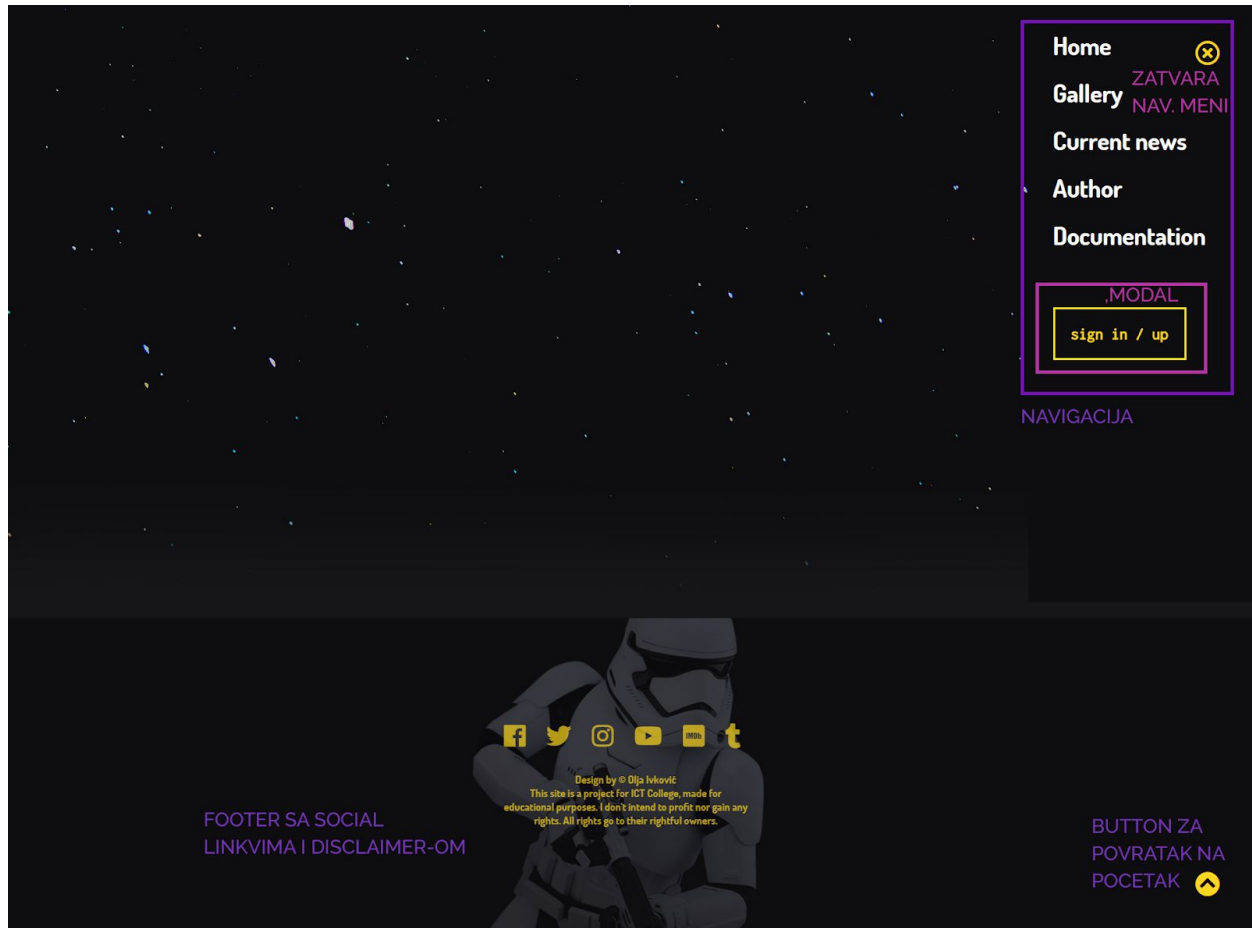 Home
ZATVARA
Gallery
NAV. MENI
Current news
Author
Documentation
,MODAL
sign in / up
NAVIGACIJA
IMDb
Design by © Olja Ivković
This site is a project for ICT College, made for
educational purposes. I don't intend to profit nor gain any
rights. All rights go to their rightful owners.
FOOTER SA SOCIAL
LINKVIMA I DISCLAIMER-OM
BUTTON ZA
POVRATAK NA
POCETAK